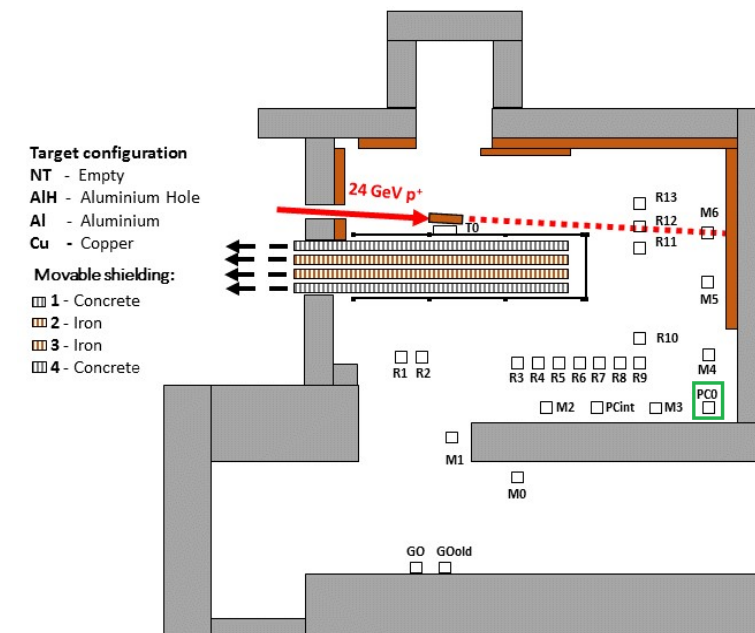 Target configuration
NT - Empty
AlH - Aluminium Hole
Al - Aluminium
Cu - Copper
Movable shielding:
1 - Concrete
2 - Iron
3 - Iron
4 - Concrete
24 GeV p⁺
T0
R13
R12
R11
M6
M5
R10
M4
R1 R2
R3 R4 R5 R6 R7 R8 R9
PC0
M2
PCint
M3
M1
M0
GO GOold